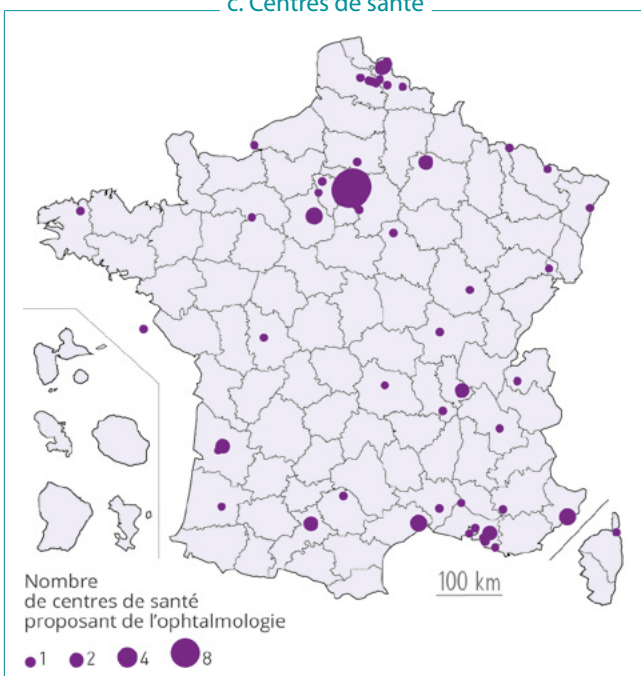 c. Centres de santé
100 km
Nombre
de centres de santé
proposant de l'ophtalmologie
1 2 4 8